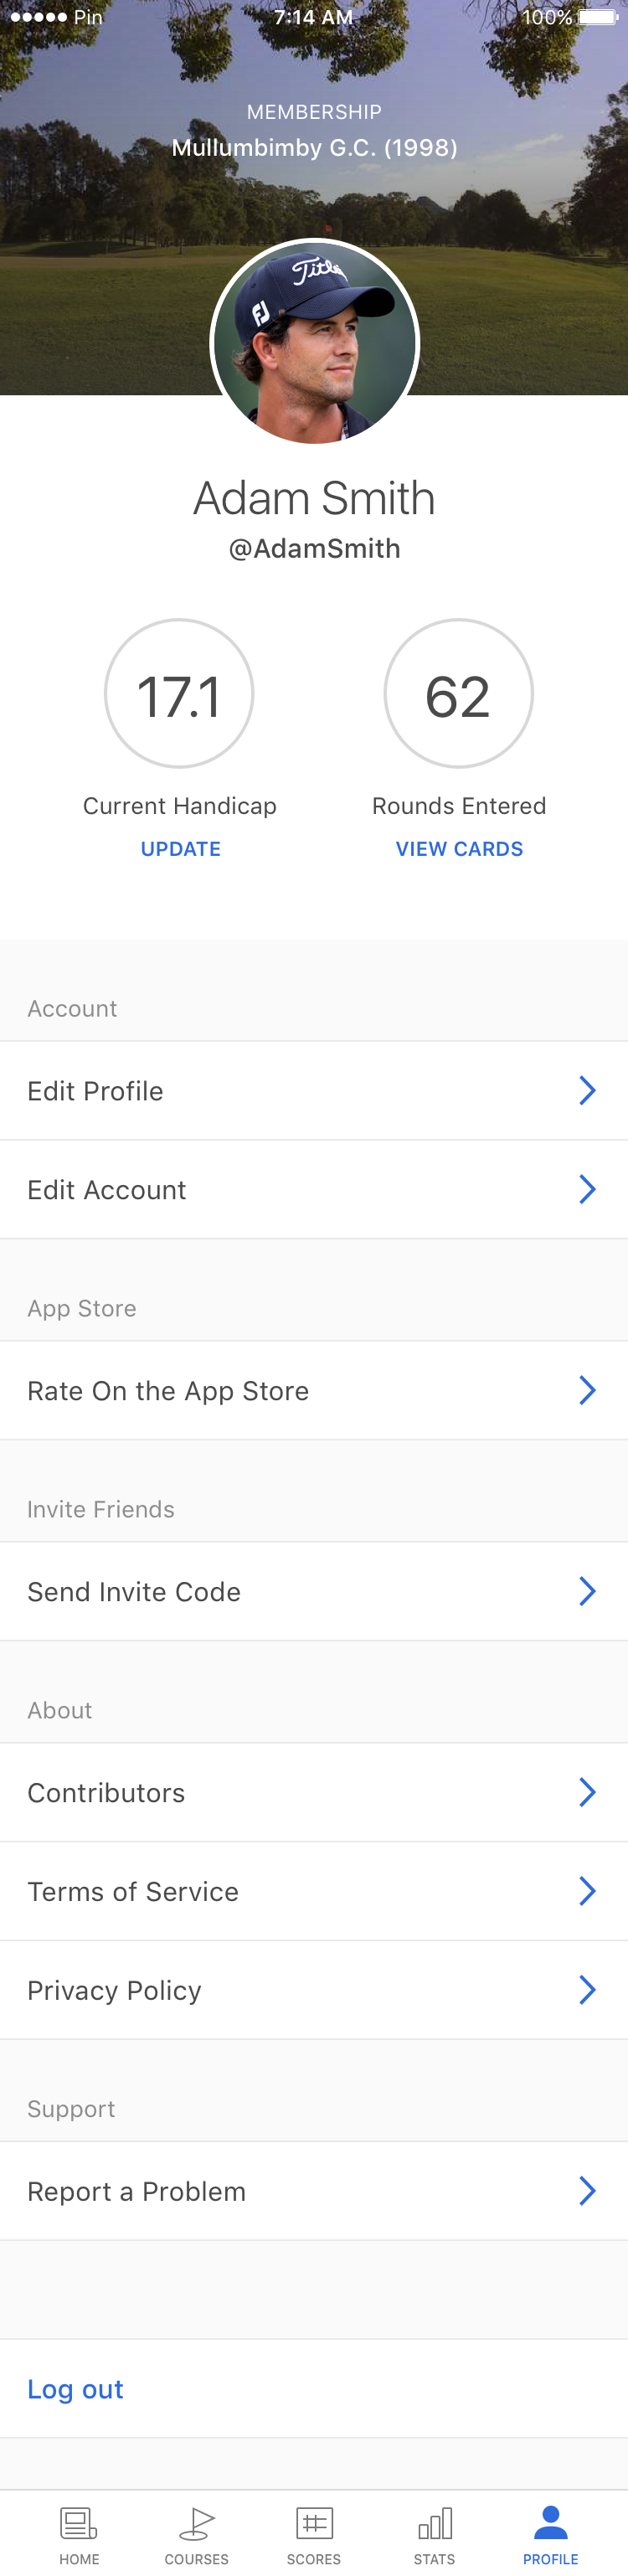 Pin 7:14 AM 100%
MEMBERSHIP
Mullumbimby G.C. (1998)
Title
FJ
Adam Smith
@AdamSmith
17.1 62
Current Handicap Rounds Entered
UPDATE VIEW CARDS
Account
Edit Profile
Edit Account
App Store
Rate On the App Store
Invite Friends
Send Invite Code
About
Contributors
Terms of Service
Privacy Policy
Support
Report a Problem
Log out
HOME COURSES SCORES STATS PROFILE